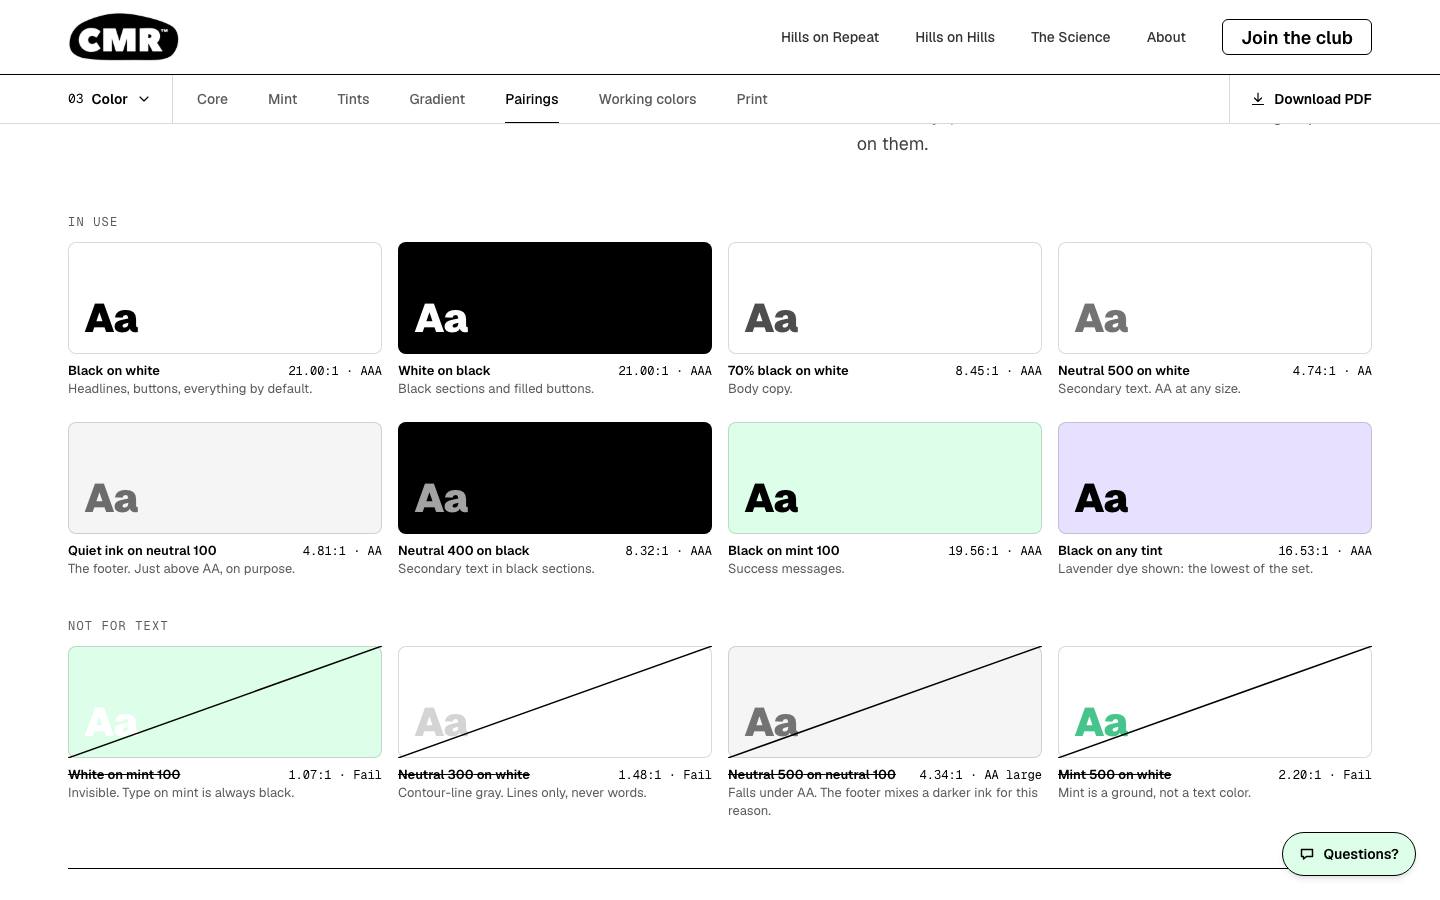 CMR™
Hills on Repeat
Hills on Hills
The Science
About
Join the club
03 Color
Core
Mint
Tints
Gradient
Pairings
Working colors
Print
Download PDF
on them.
IN USE
Aa
Black on white 21.00:1 · AAA
Headlines, buttons, everything by default.
Aa
White on black 21.00:1 · AAA
Black sections and filled buttons.
Aa
70% black on white 8.45:1 · AAA
Body copy.
Aa
Neutral 500 on white 4.74:1 · AA
Secondary text. AA at any size.
Aa
Quiet ink on neutral 100 4.81:1 · AA
The footer. Just above AA, on purpose.
Aa
Neutral 400 on black 8.32:1 · AAA
Secondary text in black sections.
Aa
Black on mint 100 19.56:1 · AAA
Success messages.
Aa
Black on any tint 16.53:1 · AAA
Lavender dye shown: the lowest of the set.
NOT FOR TEXT
Aa
White on mint 100 1.07:1 · Fail
Invisible. Type on mint is always black.
Aa
Neutral 300 on white 1.48:1 · Fail
Contour-line gray. Lines only, never words.
Aa
Neutral 500 on neutral 100 4.34:1 · AA large
Falls under AA. The footer mixes a darker ink for this
reason.
Aa
Mint 500 on white 2.20:1 · Fail
Mint is a ground, not a text color.
Questions?